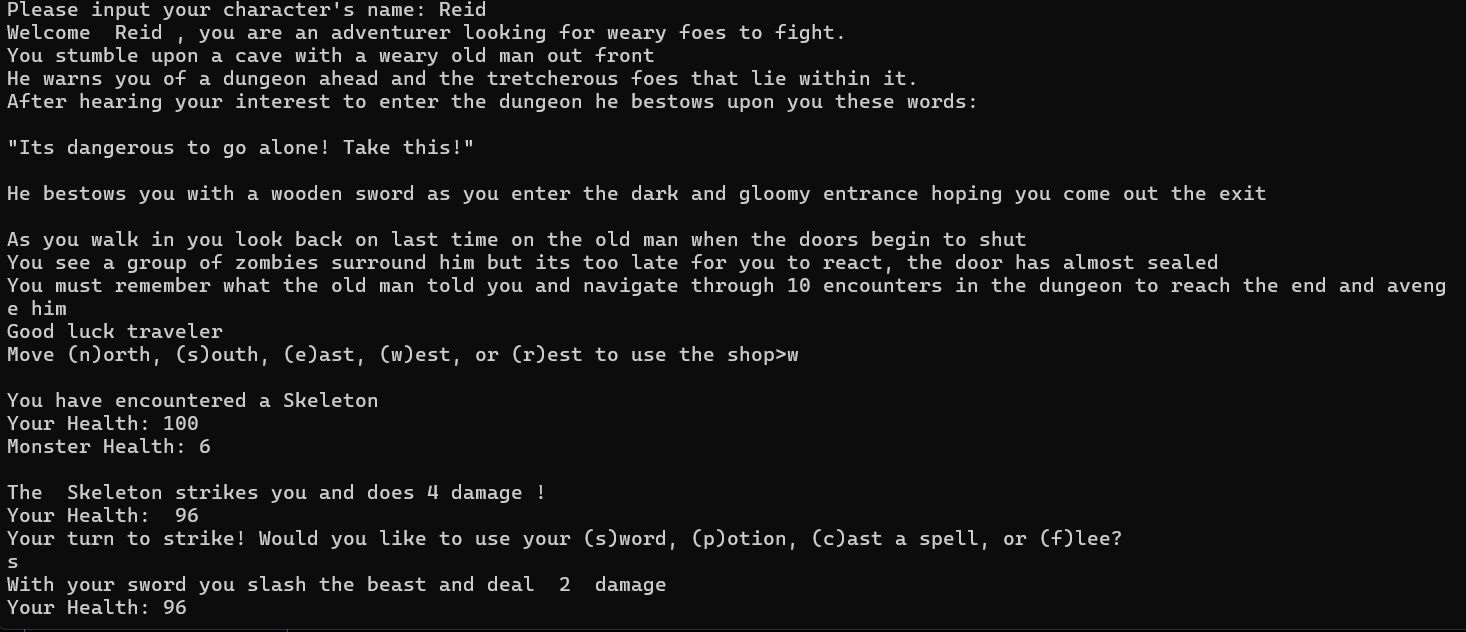 Please input your character's name: Reid
Welcome  Reid , you are an adventurer looking for weary foes to fight.
You stumble upon a cave with a weary old man out front
He warns you of a dungeon ahead and the tretcherous foes that lie within it.
After hearing your interest to enter the dungeon he bestows upon you these words:

"Its dangerous to go alone! Take this!"

He bestows you with a wooden sword as you enter the dark and gloomy entrance hoping you come out the exit

As you walk in you look back on last time on the old man when the doors begin to shut
You see a group of zombies surround him but its too late for you to react, the door has almost sealed
You must remember what the old man told you and navigate through 10 encounters in the dungeon to reach the end and aveng
e him
Good luck traveler
Move (n)orth, (s)outh, (e)ast, (w)est, or (r)est to use the shop>w

You have encountered a Skeleton
Your Health: 100
Monster Health: 6

The  Skeleton strikes you and does 4 damage !
Your Health:  96
Your turn to strike! Would you like to use your (s)word, (p)otion, (c)ast a spell, or (f)lee?
s
With your sword you slash the beast and deal  2  damage
Your Health: 96